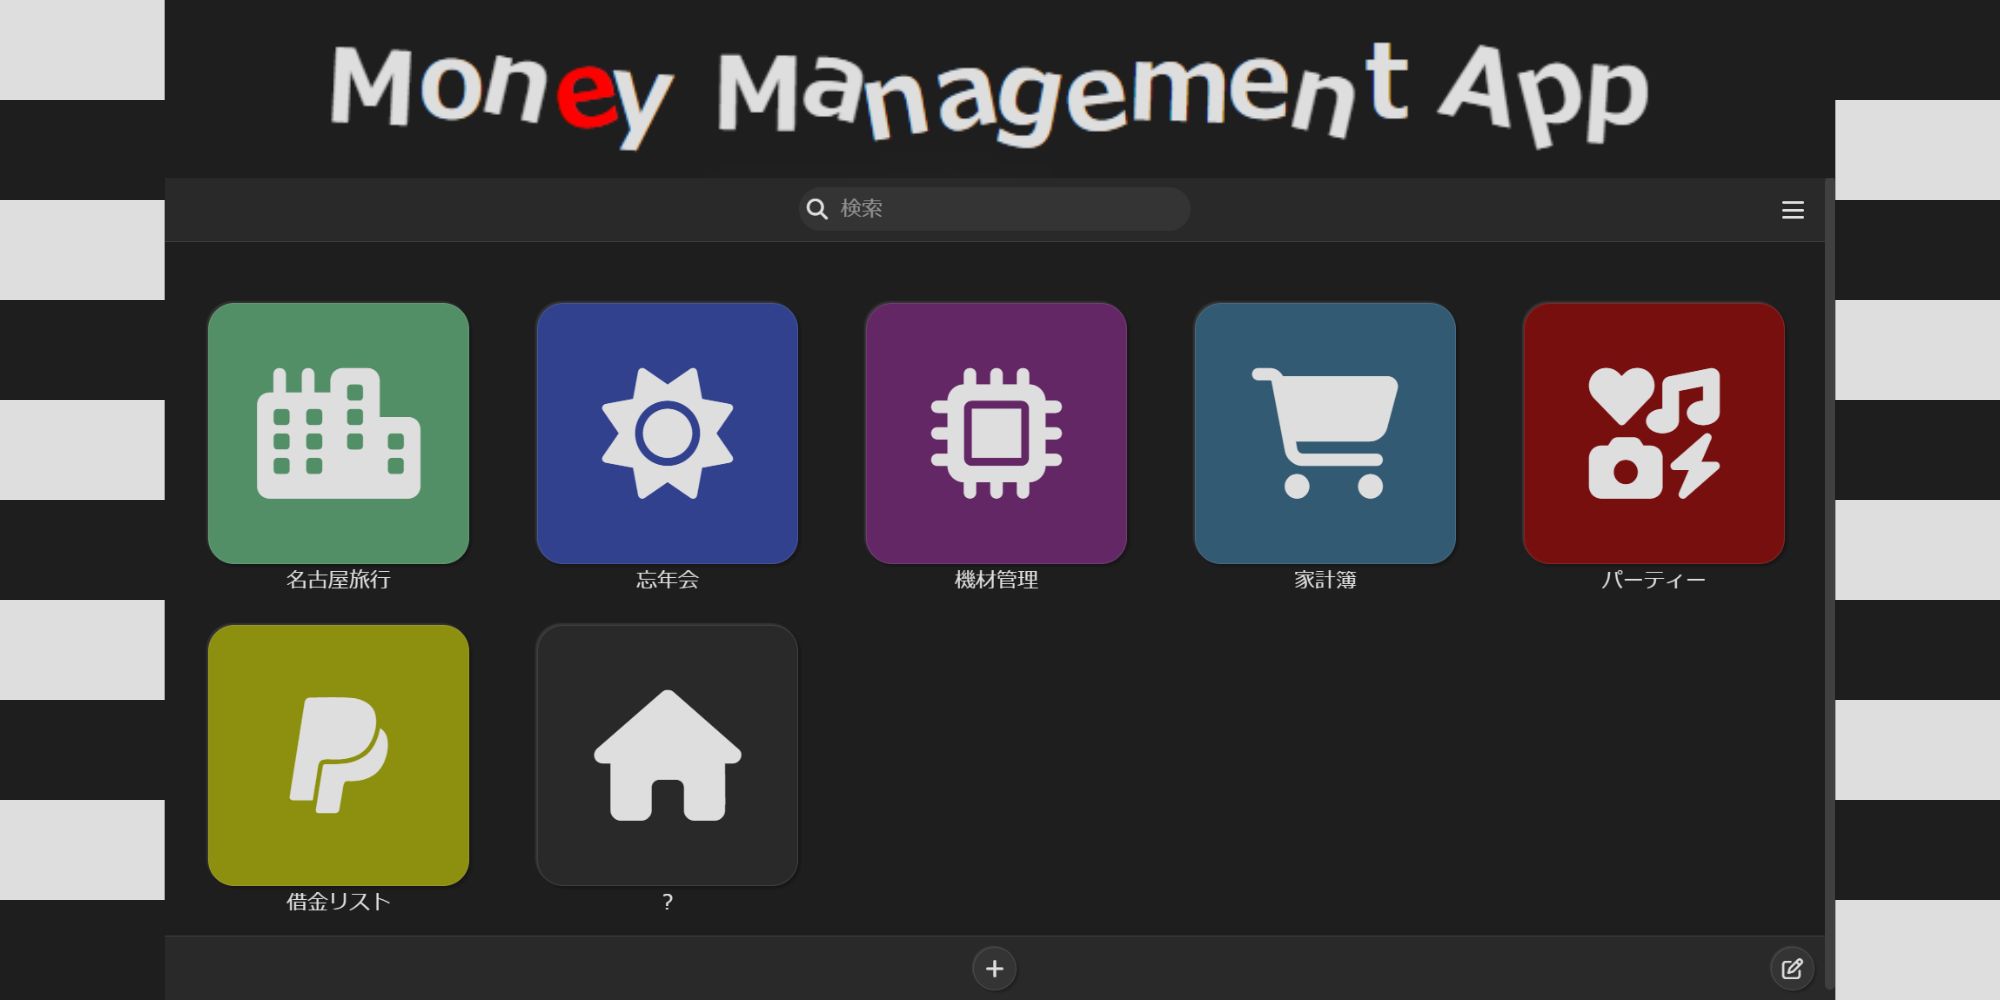 Money Management App
検索
名古屋旅行
忘年会
機材管理
家計簿
パーティー
借金リスト
?